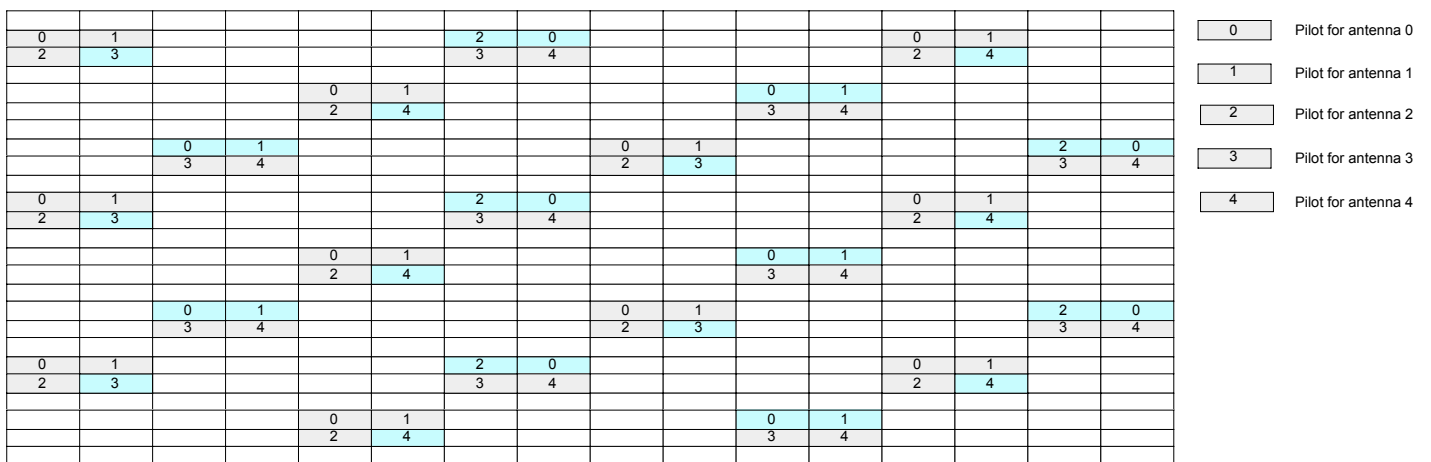 0 1 2 0 0 1 0 Pilot for antenna 0
2 3 3 4 2 4
1 Pilot for antenna 1
0 1 0 1
2 4 3 4 2 Pilot for antenna 2
0 1 0 1 2 0
3 4 2 3 3 4 3 Pilot for antenna 3
0 1 2 0 0 1 4 Pilot for antenna 4
2 3 3 4 2 4
0 1 0 1
2 4 3 4
0 1 0 1 2 0
3 4 2 3 3 4
0 1 2 0 0 1
2 3 3 4 2 4
0 1 0 1
2 4 3 4